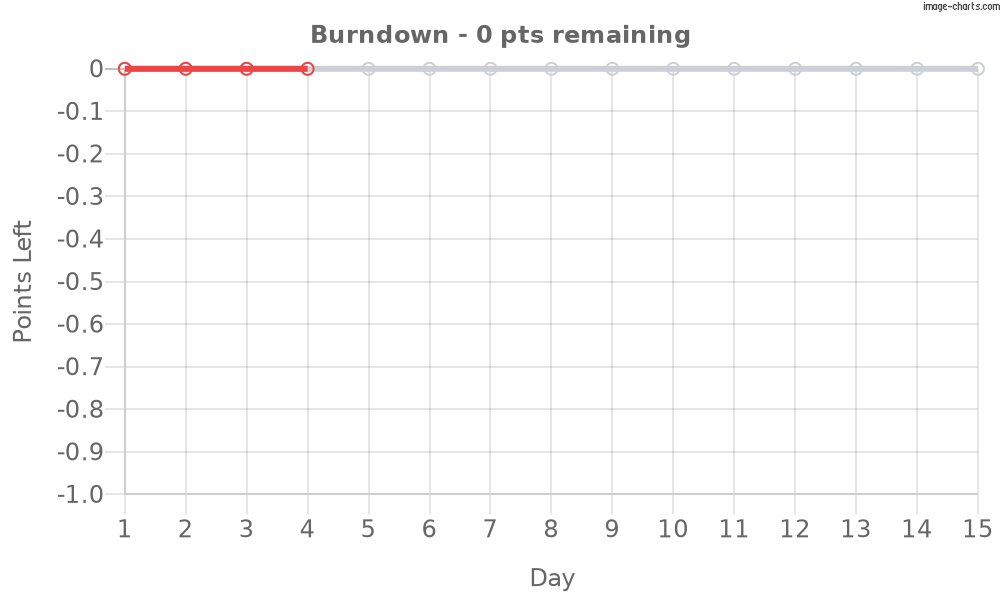 image-charts.com
Burndown - 0 pts remaining
0
-0.1
-0.2
-0.3
-0.4
-0.5
-0.6
-0.7
-0.8
-0.9
-1.0
Points Left
1 2 3 4 5 6 7 8 9 10 11 12 13 14 15
Day